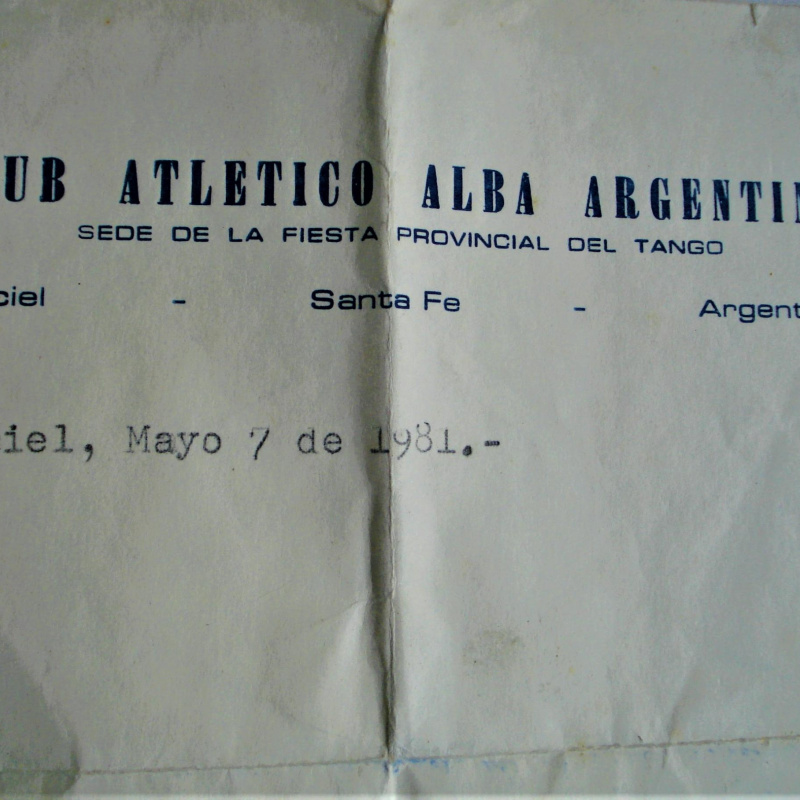 UB ATLETICO ALBA ARGENTIN
SEDE DE LA FIESTA PROVINCIAL DEL TANGO
ciel - Santa Fe - Argent
iel, Mayo 7 de 1981.-